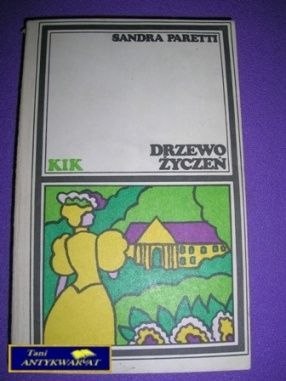 SANDRA PARETTI
KIK
DRZEWO
ŻYCZEŃ
Tani
ANTYKWARIAT